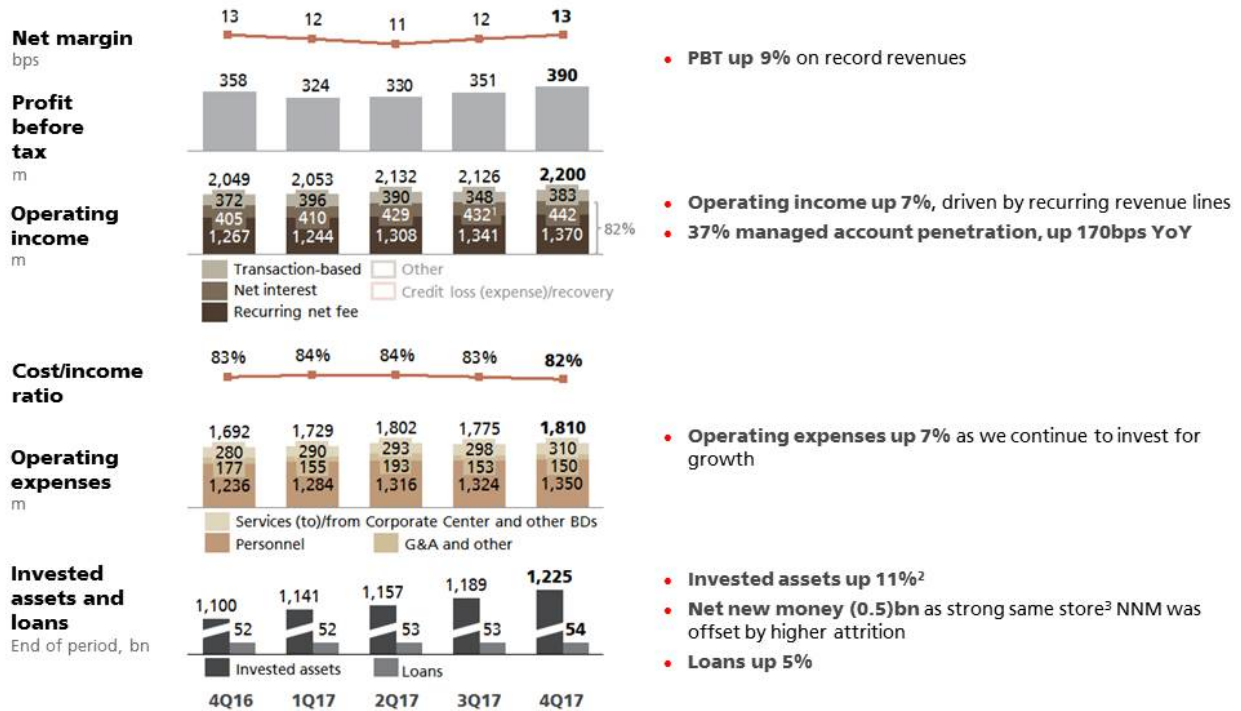 Net margin
bps
13 12 11 12 13
• PBT up 9% on record revenues
Profit
before
tax
m
358 324 330 351 390
Operating
income
m
2,049 2,053 2,132 2,126 2,200
372 396 390 348 383
405 410 429 432¹ 442
1,267 1,244 1,308 1,341 1,370
82%
Transaction-based Other
Net interest Credit loss (expense)/recovery
Recurring net fee
• Operating income up 7%, driven by recurring revenue lines
• 37% managed account penetration, up 170bps YoY
Cost/income
ratio
83% 84% 84% 83% 82%
Operating
expenses
m
1,692 1,729 1,802 1,775 1,810
280 290 293 298 310
177 155 193 153 150
1,236 1,284 1,316 1,324 1,350
Services (to)/from Corporate Center and other BDs
Personnel G&A and other
• Operating expenses up 7% as we continue to invest for
growth
Invested
assets and
loans
End of period, bn
1,100 1,141 1,157 1,189 1,225
52 52 53 53 54
Invested assets Loans
4Q16 1Q17 2Q17 3Q17 4Q17
• Invested assets up 11%²
• Net new money (0.5)bn as strong same store³ NNM was
offset by higher attrition
• Loans up 5%